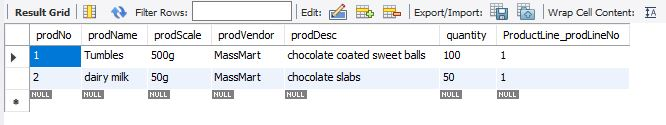 Result Grid Filter Rows: Edit: Export/Import: Wrap Cell Content: IA
prodNo prodName prodScale prodVendor prodDesc quantity ProductLine_prodLineNo
1 Tumbles 500g MassMart chocolate coated sweet balls 100 1
2 dairy milk 50g MassMart chocolate slabs 50 1
NULL NULL NULL NULL NULL NULL NULL